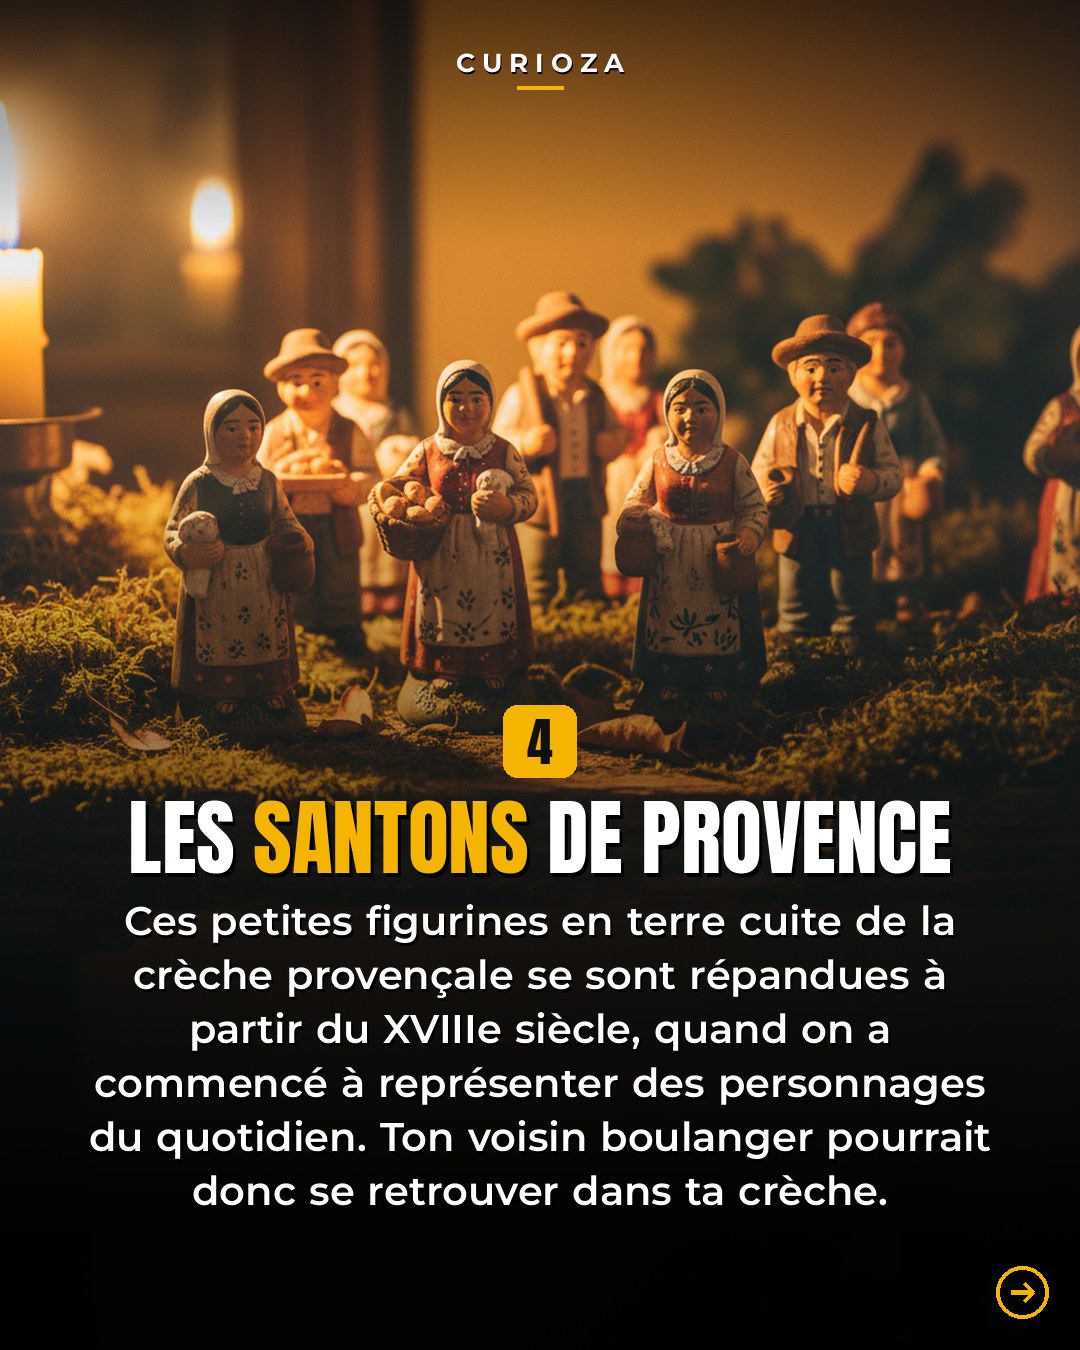 CURIOZA
4
LES SANTONS DE PROVENCE
Ces petites figurines en terre cuite de la
crèche provençale se sont répandues à
partir du XVIIIe siècle, quand on a
commencé à représenter des personnages
du quotidien. Ton voisin boulanger pourrait
donc se retrouver dans ta crèche.